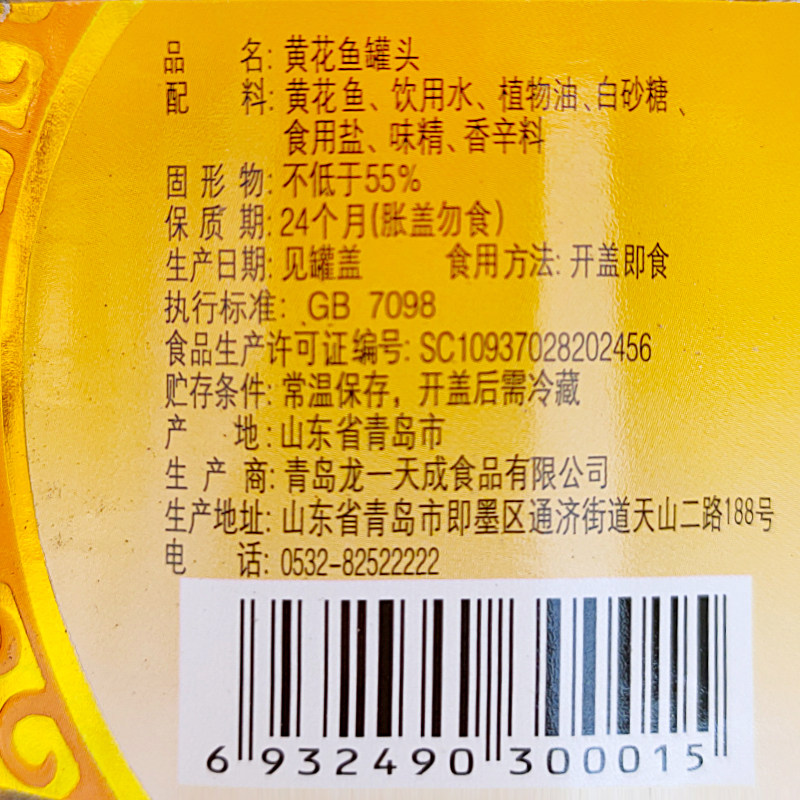 品 名: 黄花鱼罐头
配 料: 黄花鱼、饮用水、植物油、白砂糖、
食用盐、味精、香辛料
固 形 物: 不低于55%
保 质 期: 24个月(胀盖勿食)
生产日期: 见罐盖 食用方法: 开盖即食
执行标准: GB 7098
食品生产许可证编号: SC10937028202456
贮存条件: 常温保存，开盖后需冷藏
产 地: 山东省青岛市
生 产 商: 青岛龙一天成食品有限公司
生产地址: 山东省青岛市即墨区通济街道天山二路188号
电 话: 0532-82522222
6 932490 300015